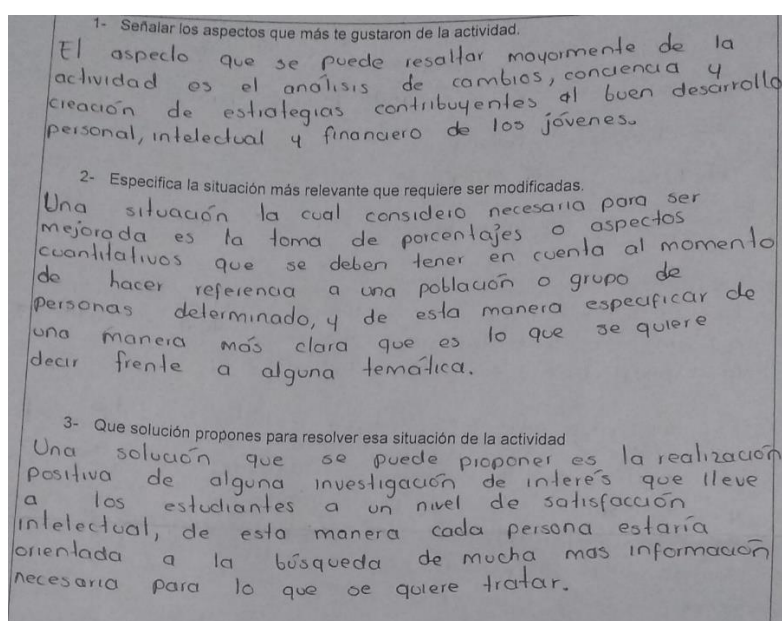 1- Señalar los aspectos que más te gustaron de la actividad.
El aspecto que se puede resaltar mayormente de la
actividad es el análisis de cambios, conciencia y
creación de estrategias contribuyentes al buen desarrollo
personal, intelectual y financiero de los jóvenes.
2- Especifica la situación más relevante que requiere ser modificadas.
Una situación la cual considero necesaria para ser
mejorada es la toma de porcentajes o aspectos
cuantitativos que se deben tener en cuenta al momento
de hacer referencia a una población o grupo de
personas determinado, y de esta manera especificar de
una manera más clara que es lo que se quiere
decir frente a alguna temática.
3- Que solución propones para resolver esa situación de la actividad
Una solución que se puede proponer es la realización
positiva de alguna investigación de interés que lleve
a los estudiantes a un nivel de satisfacción
intelectual, de esta manera cada persona estaría
orientada a la búsqueda de mucha mas información
necesaria para lo que se quiere tratar.